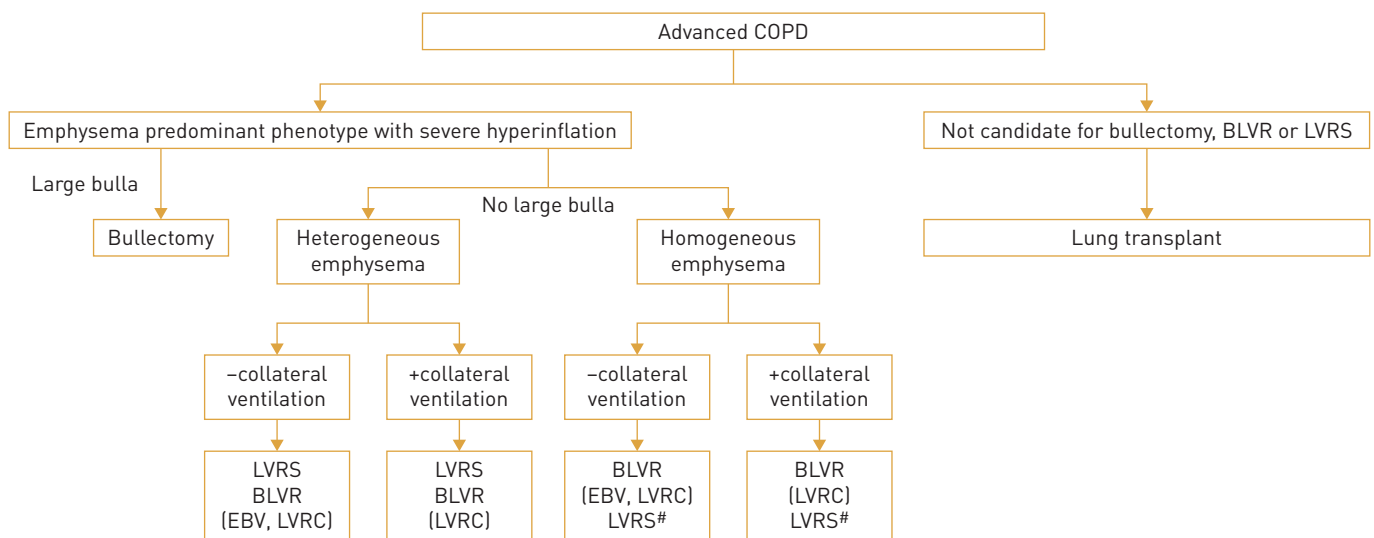 Advanced COPD
Emphysema predominant phenotype with severe hyperinflation
Not candidate for bullectomy, BLVR or LVRS
Large bulla
No large bulla
Bullectomy
Heterogeneous
emphysema
Homogeneous
emphysema
Lung transplant
–collateral
ventilation
+collateral
ventilation
–collateral
ventilation
+collateral
ventilation
LVRS
BLVR
(EBV, LVRC)
LVRS
BLVR
(LVRC)
BLVR
(EBV, LVRC)
LVRS#
BLVR
(LVRC)
LVRS#